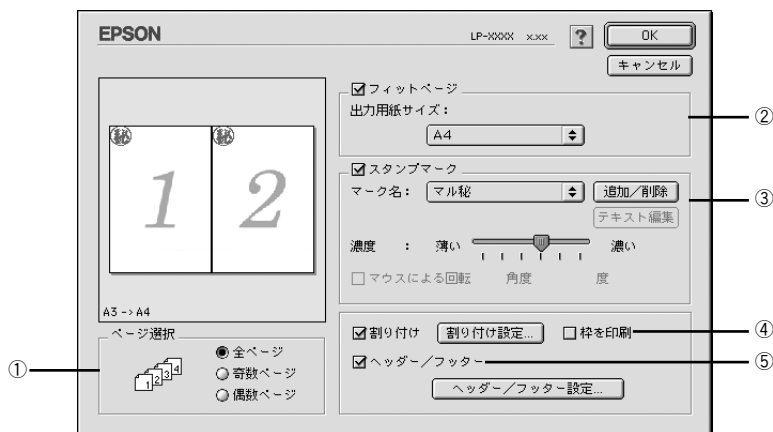 EPSON
LP-XXXX x.xx
?
OK
キャンセル
フィットページ
出力用紙サイズ：
A4
②
スタンプマーク
マーク名： マル秘 追加／削除
③
テキスト編集
濃度 ： 薄い 濃い
マウスによる回転 角度 度
㊙ ㊙
1 2
A3 -> A4
ページ選択
①
1 2 3 4
全ページ
奇数ページ
偶数ページ
割り付け 割り付け設定... 枠を印刷
④
ヘッダー／フッター
⑤
ヘッダー／フッター設定...